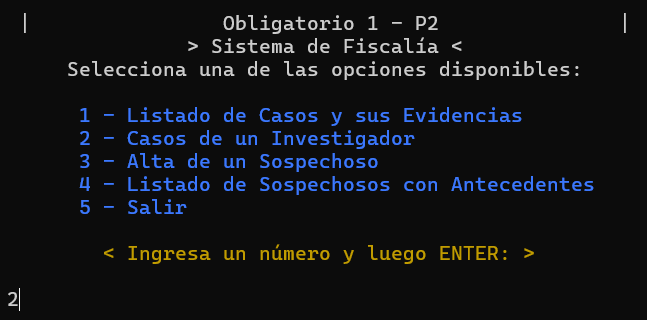 | Obligatorio 1 - P2 |
> Sistema de Fiscalía <
Selecciona una de las opciones disponibles:
1 - Listado de Casos y sus Evidencias
2 - Casos de un Investigador
3 - Alta de un Sospechoso
4 - Listado de Sospechosos con Antecedentes
5 - Salir
< Ingresa un número y luego ENTER: >
2